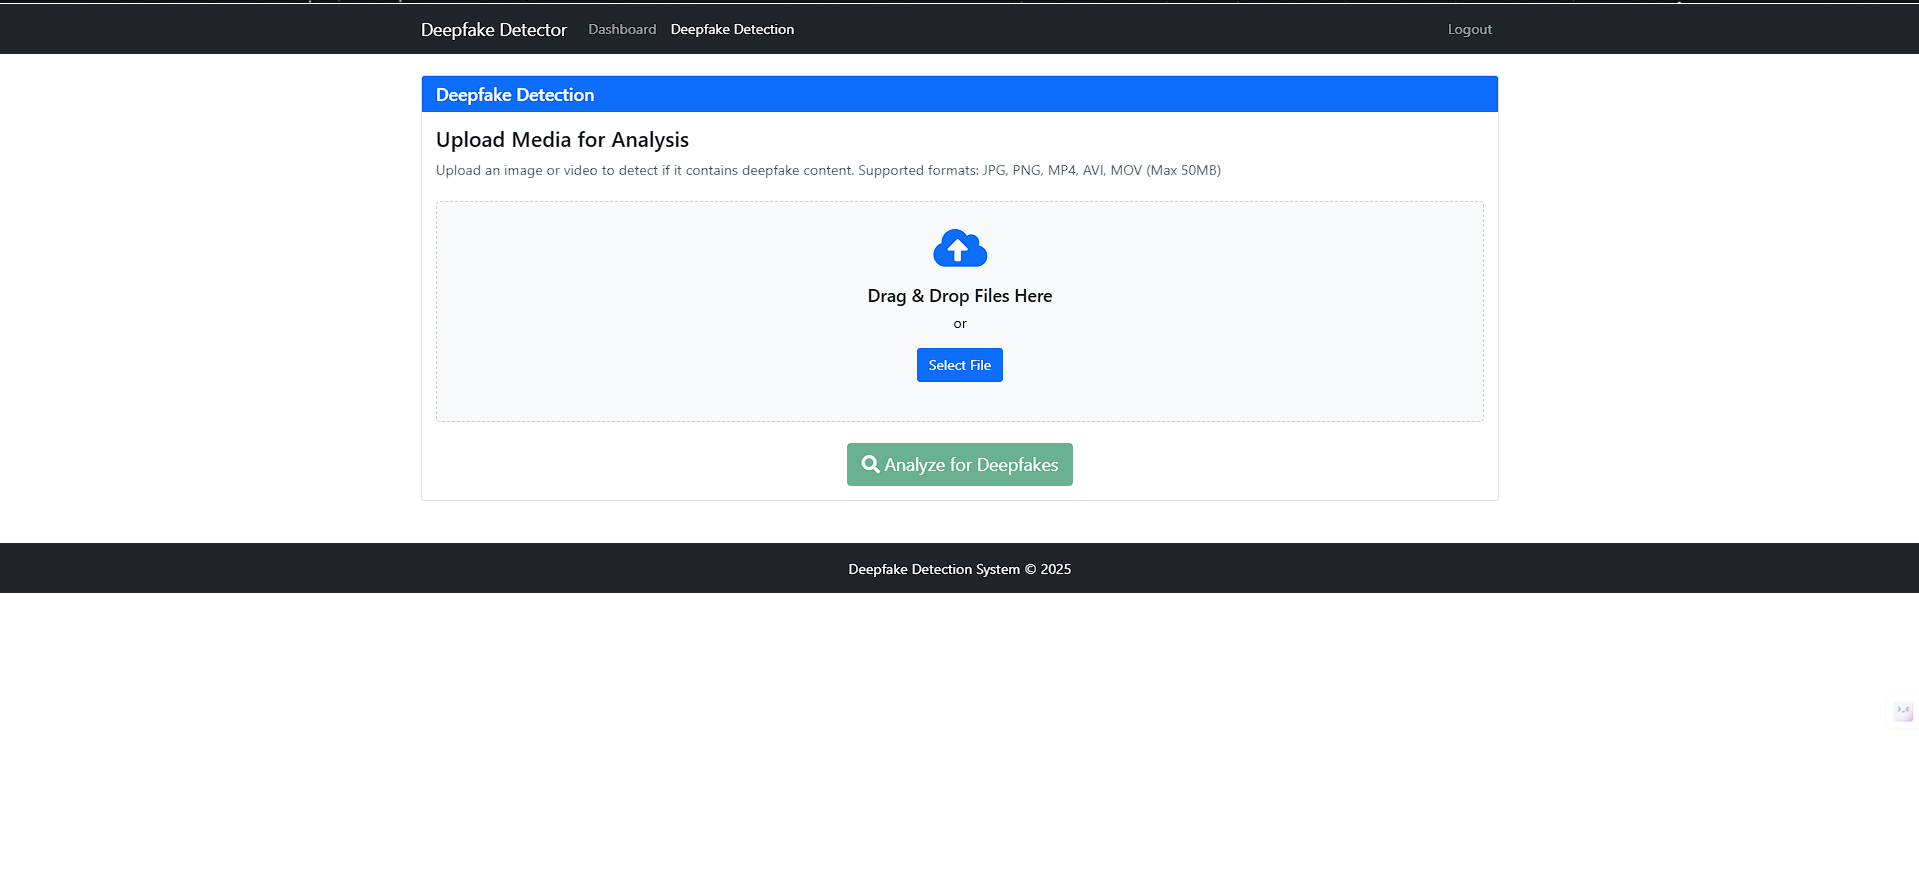 Deepfake Detector Dashboard Deepfake Detection Logout
Deepfake Detection
Upload Media for Analysis
Upload an image or video to detect if it contains deepfake content. Supported formats: JPG, PNG, MP4, AVI, MOV (Max 50MB)
Drag & Drop Files Here
or
Select File
Analyze for Deepfakes
Deepfake Detection System © 2025